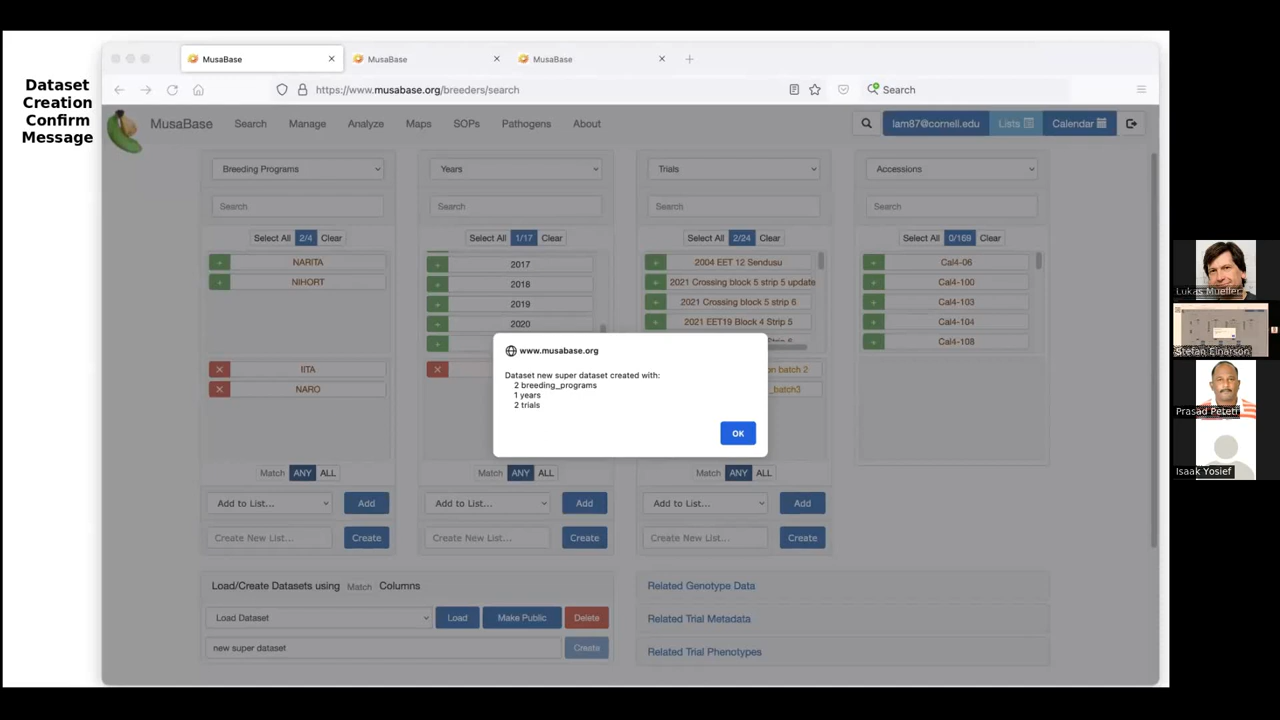 Dataset
Creation
Confirm
Message
MusaBase
MusaBase
MusaBase
https://www.musabase.org/breeders/search
Search
MusaBase Search Manage Analyze Maps SOPs Pathogens About
lam87@cornell.edu Lists Calendar
Breeding Programs
Search
Select All 2/4 Clear
NARITA
NIHORT
IITA
NARO
Match ANY ALL
Add to List... Add
Create New List... Create
Years
Search
Select All 1/17 Clear
2017
2018
2019
2020
Match ANY ALL
Add to List... Add
Create New List... Create
Trials
Search
Select All 2/24 Clear
2004 EET 12 Sendusu
2021 Crossing block 5 strip 5 update
2021 Crossing block 5 strip 6
2021 EET19 Block 4 Strip 5
on batch 2
_batch3
Match ANY ALL
Add to List... Add
Create New List... Create
Accessions
Search
Select All 0/169 Clear
Cal4-06
Cal4-100
Cal4-103
Cal4-104
Cal4-108
www.musabase.org
Dataset new super dataset created with:
2 breeding_programs
1 years
2 trials
OK
Load/Create Datasets using Match Columns
Load Dataset Load Make Public Delete
new super dataset Create
Related Genotype Data
Related Trial Metadata
Related Trial Phenotypes
Lukas Mueller
Stefan Einarson
Prasad Peteti
Isaak Yosief